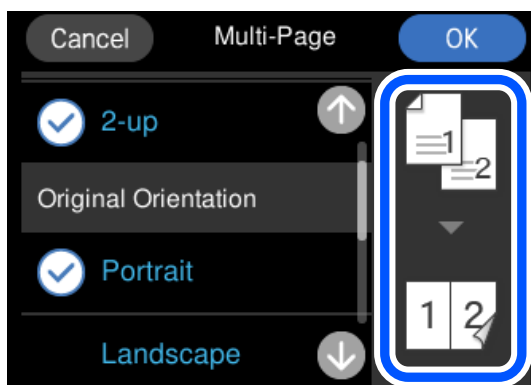 Cancel Multi-Page OK
2-up
Original Orientation
Portrait
Landscape
1
2
1 2